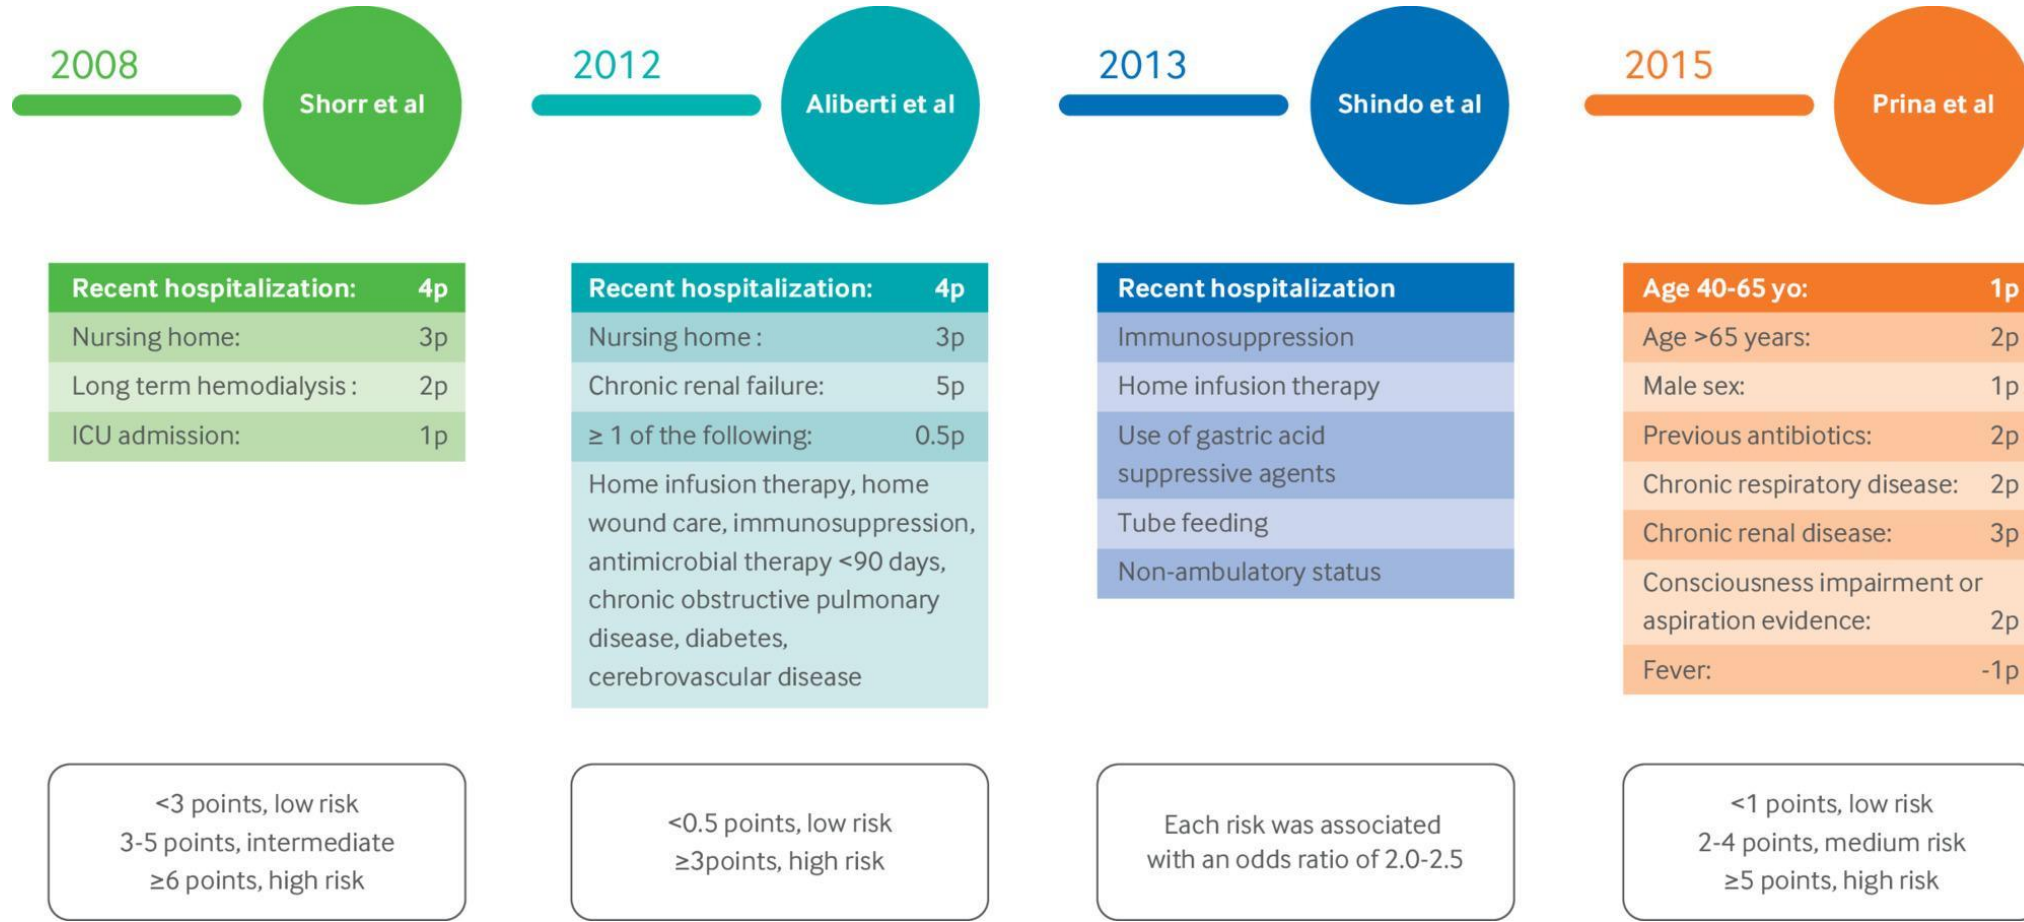 2008
Shorr et al
Recent hospitalization: 4p
Nursing home: 3p
Long term hemodialysis : 2p
ICU admission: 1p
<3 points, low risk
3-5 points, intermediate
≥6 points, high risk
2012
Aliberti et al
Recent hospitalization: 4p
Nursing home : 3p
Chronic renal failure: 5p
≥ 1 of the following: 0.5p
Home infusion therapy, home
wound care, immunosuppression,
antimicrobial therapy <90 days,
chronic obstructive pulmonary
disease, diabetes,
cerebrovascular disease
<0.5 points, low risk
≥3points, high risk
2013
Shindo et al
Recent hospitalization
Immunosuppression
Home infusion therapy
Use of gastric acid
suppressive agents
Tube feeding
Non-ambulatory status
Each risk was associated
with an odds ratio of 2.0-2.5
2015
Prina et al
Age 40-65 yo: 1p
Age >65 years: 2p
Male sex: 1p
Previous antibiotics: 2p
Chronic respiratory disease: 2p
Chronic renal disease: 3p
Consciousness impairment or
aspiration evidence: 2p
Fever: -1p
<1 points, low risk
2-4 points, medium risk
≥5 points, high risk